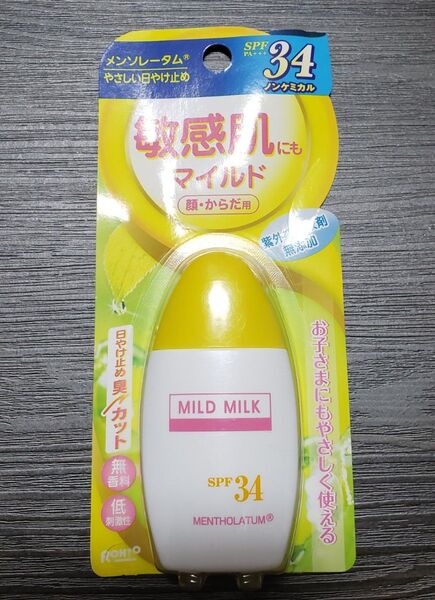 メンソレータム®
やさしい日やけ止め
SPF
PA+++
34
ノンケミカル
敏感肌にも
マイルド
顔・からだ用
紫外
剤
無添加
お子さまにもやさしく使える
日やけ止め臭カット
無
香料
低
刺激性
MILD MILK
SPF 34
MENTHOLATUM®
ROHTO